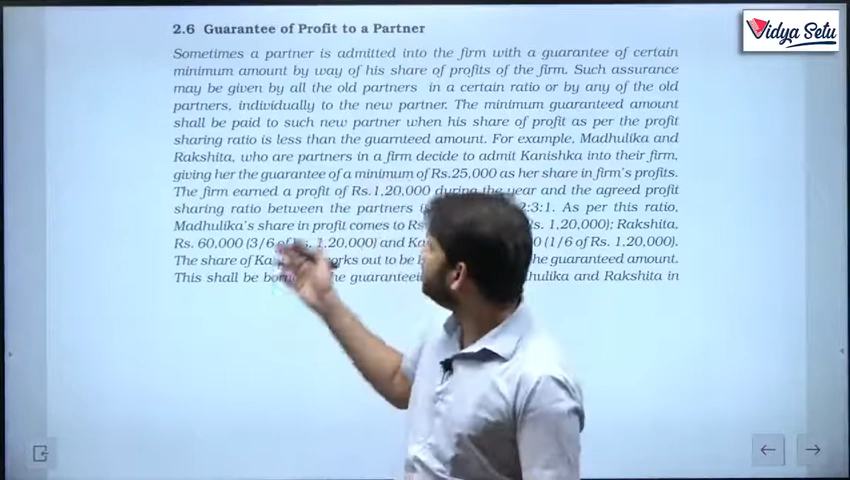 2.6 Guarantee of Profit to a Partner
Vidya Setu
Sometimes a partner is admitted into the firm with a guarantee of certain
minimum amount by way of his share of profits of the firm. Such assurance
may be given by all the old partners in a certain ratio or by any of the old
partners, individually to the new partner. The minimum guaranteed amount
shall be paid to such new partner when his share of profit as per the profit
sharing ratio is less than the guarnteed amount. For example, Madhulika and
Rakshita, who are partners in a firm decide to admit Kanishka into their firm,
giving her the guarantee of a minimum of Rs.25,000 as her share in firm's profits.
The firm earned a profit of Rs.1,20,000 during the year and the agreed profit
sharing ratio between the partners is 2:3:1. As per this ratio,
Madhulika's share in profit comes to Rs. 1,20,000); Rakshita,
Rs. 60,000 (3/6 of Rs. 1,20,000) and (1/6 of Rs. 1,20,000).
The share of works out to be the guaranteed amount.
This shall be and Rakshita in